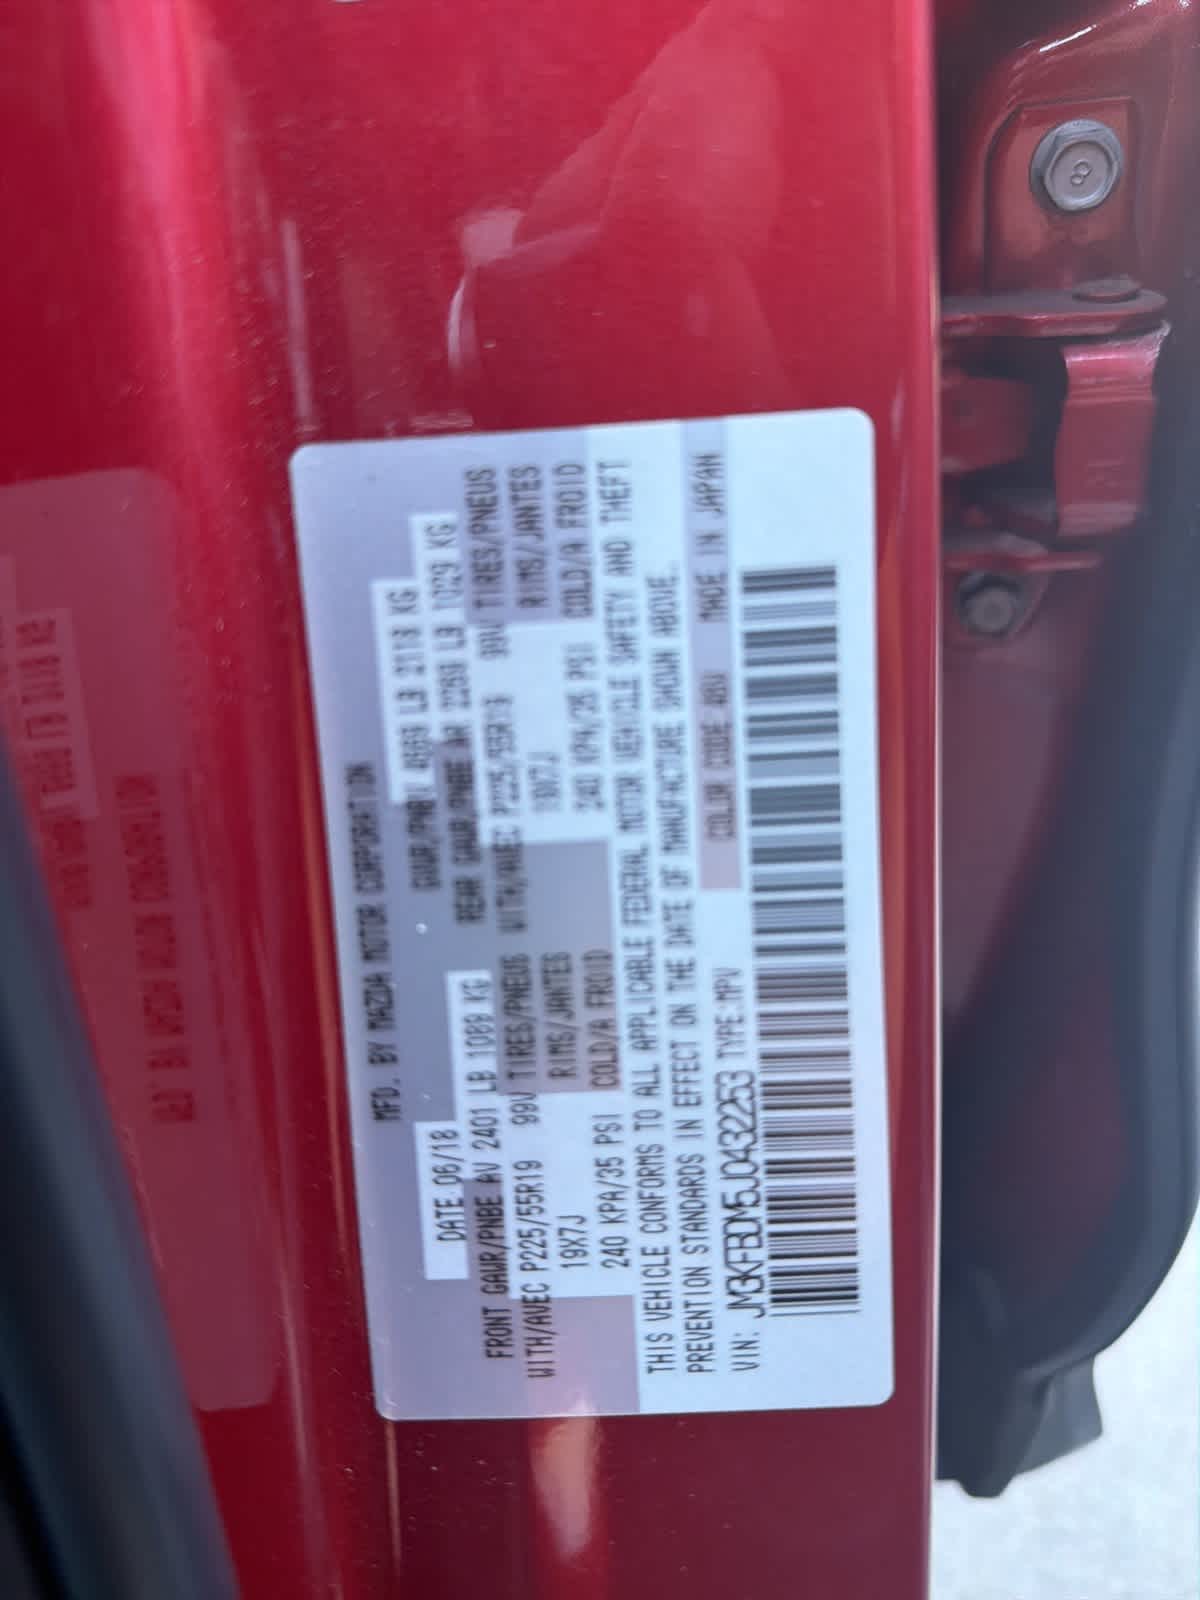 MFD. BY MAZDA MOTOR CORPORATION
DATE 06/18 GVWR/PNBV LB KG
FRONT GAWR/PNBE AV 2401 LB 1089 KG REAR GAWR/PNBE AR 2269 LB 1029 KG
WITH/AVEC P225/55R19 99V TIRES/PNEUS WITH/AVEC P225/55R19 99V TIRES/PNEUS
19X7J RIMS/JANTES 19X7J RIMS/JANTES
240 KPA/35 PSI COLD/A FROID 240 KPA/35 PSI COLD/A FROID
THIS VEHICLE CONFORMS TO ALL APPLICABLE FEDERAL MOTOR VEHICLE SAFETY AND THEFT
PREVENTION STANDARDS IN EFFECT ON THE DATE OF MANUFACTURE SHOWN ABOVE.
VIN: JM3KFBDM5J0432253 TYPE:MPV COLOR CODE: MADE IN JAPAN
8